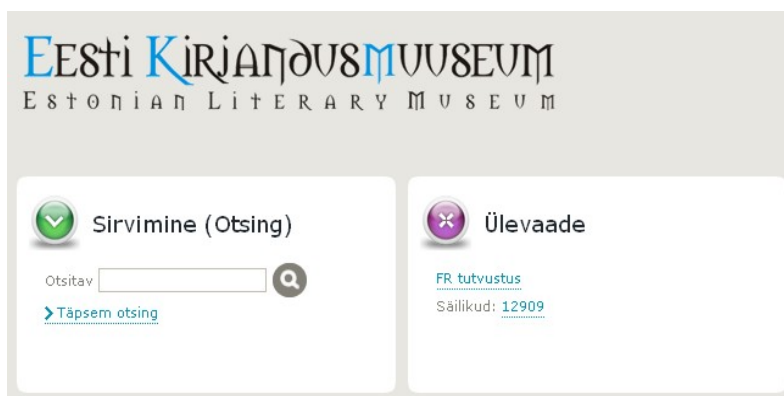 Eesti Kirjandusmuuseum
Estonian Literary Museum
Sirvimine (Otsing)
Otsitav
Täpsem otsing
Ülevaade
FR tutvustus
Säilikud: 12909